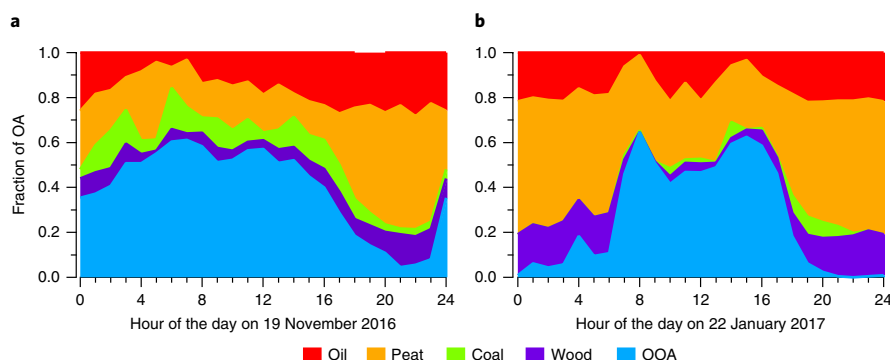 a
b
1.0
0.8
0.6
0.4
0.2
0.0
Fraction of OA
0 4 8 12 16 20 24
Hour of the day on 19 November 2016
1.0
0.8
0.6
0.4
0.2
0.0
0 4 8 12 16 20 24
Hour of the day on 22 January 2017
Oil Peat Coal Wood OOA